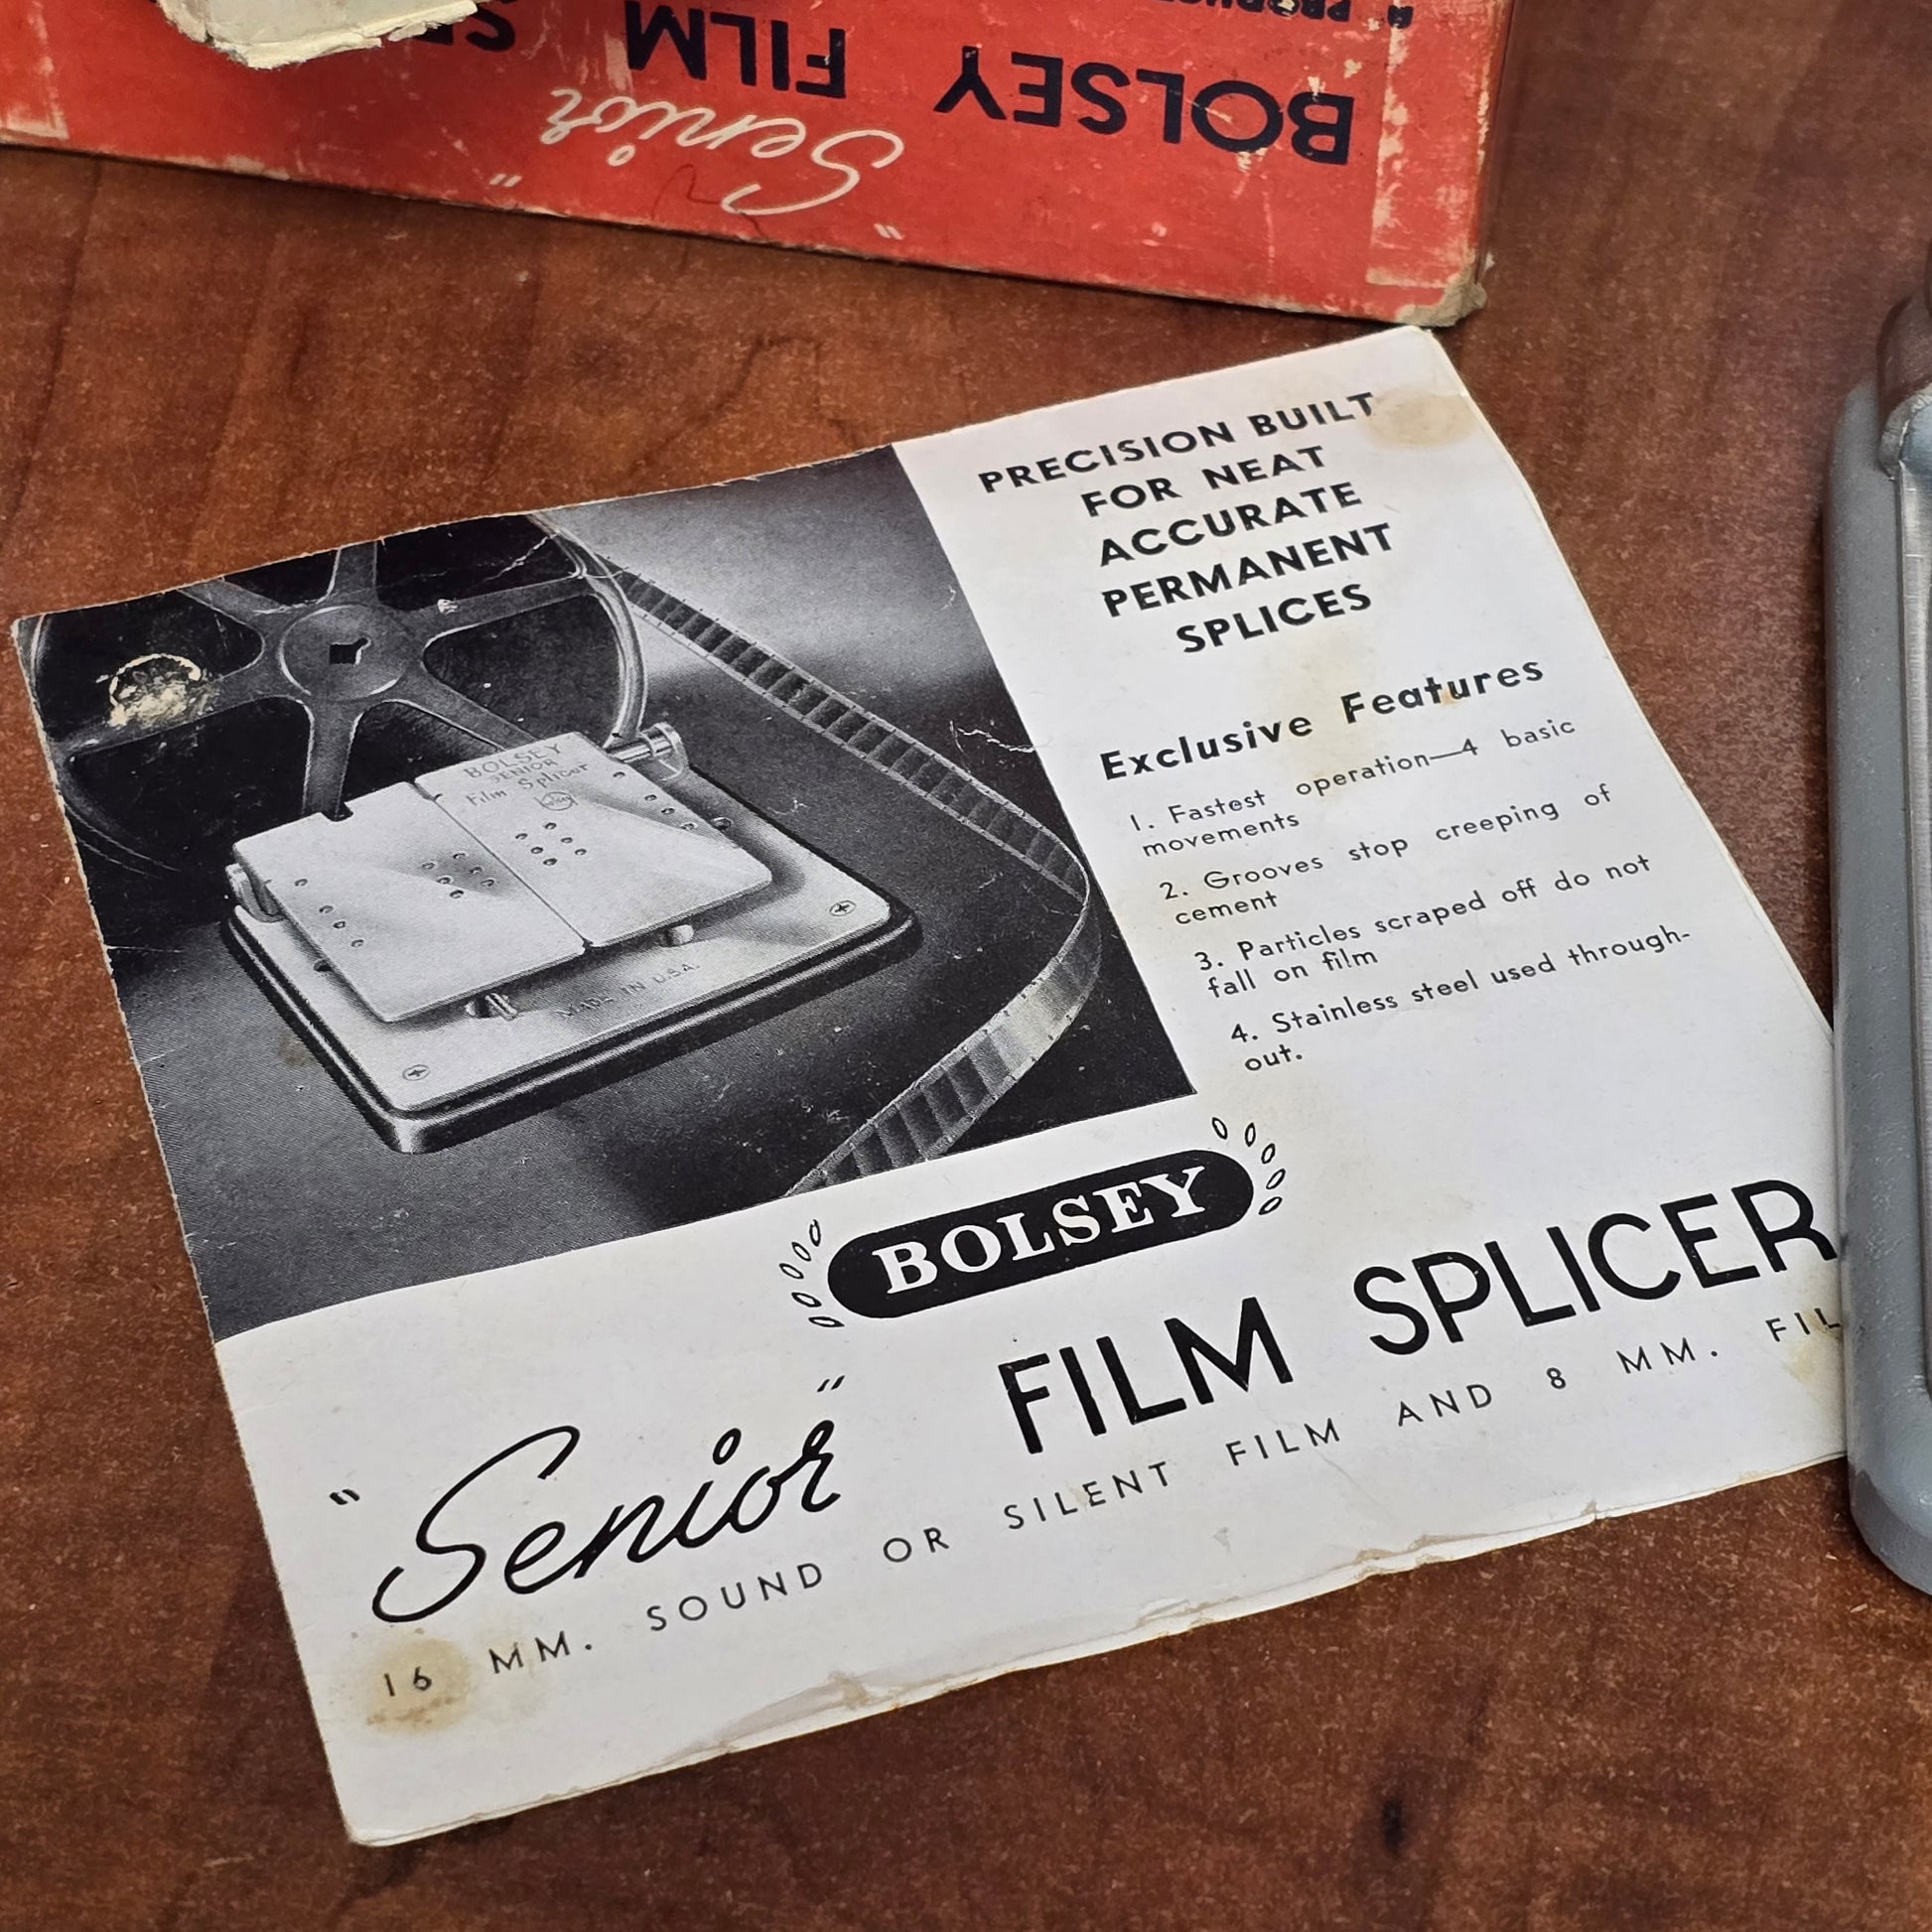 A PRODUCT
BOLSEY FILM
"Senior"
PRECISION BUILT
FOR NEAT
ACCURATE
PERMANENT
SPLICES
Exclusive Features
1. Fastest operation—4 basic
movements
2. Grooves stop creeping of
cement
3. Particles scraped off do not
fall on film
4. Stainless steel used through-
out.
BOLSEY
SENIOR
Film Splicer
MADE IN U.S.A.
BOLSEY
"Senior" FILM SPLICER
16 MM. SOUND OR SILENT FILM AND 8 MM. FIL